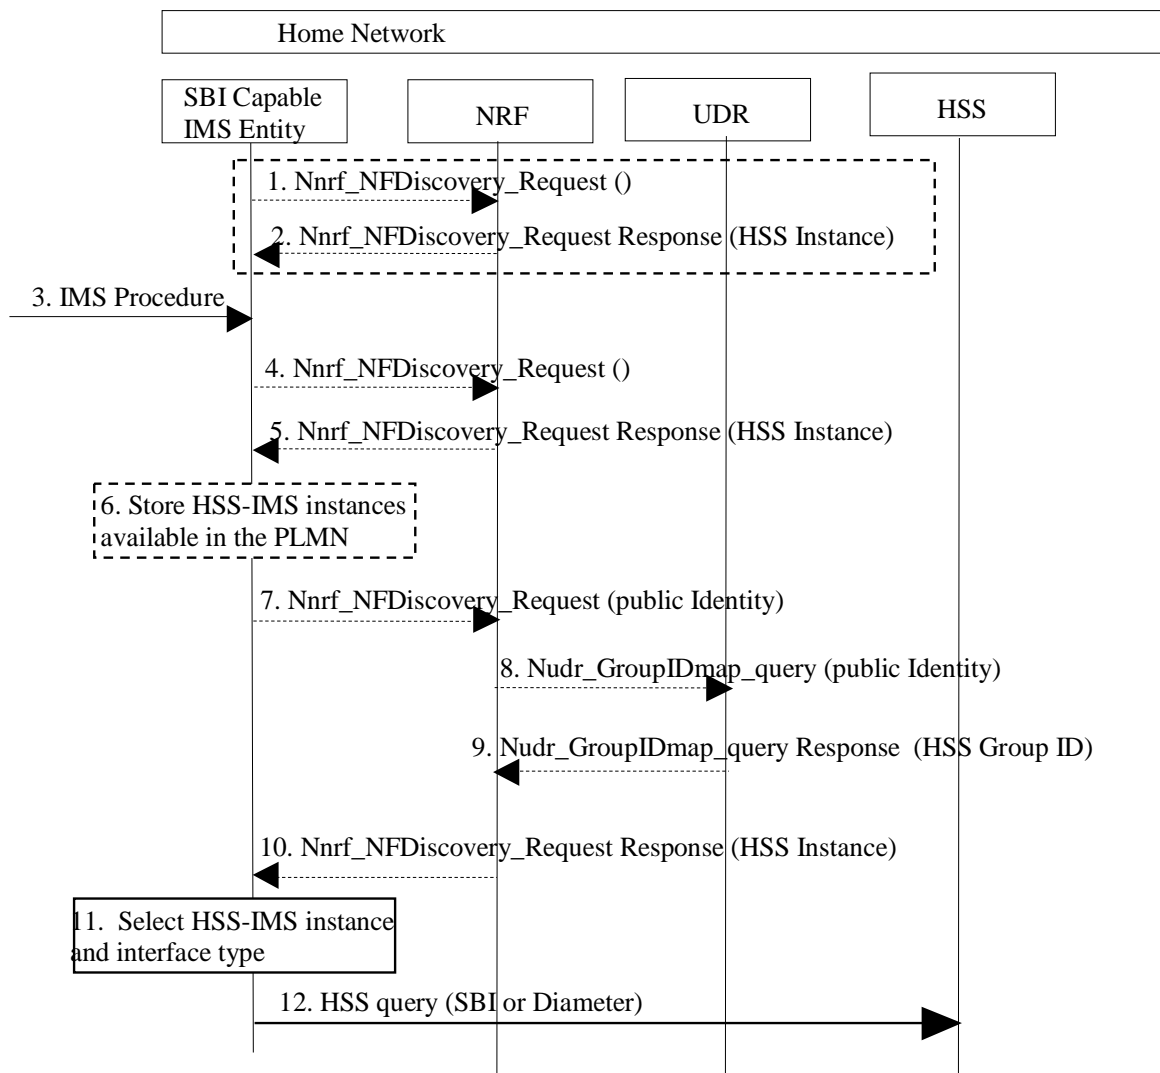 Home Network
SBI Capable
IMS Entity
NRF
UDR
HSS
1. Nnrf_NFDiscovery_Request ()
2. Nnrf_NFDiscovery_Request Response (HSS Instance)
3. IMS Procedure
4. Nnrf_NFDiscovery_Request ()
5. Nnrf_NFDiscovery_Request Response (HSS Instance)
6. Store HSS-IMS instances
available in the PLMN
7. Nnrf_NFDiscovery_Request (public Identity)
8. Nudr_GroupIDmap_query (public Identity)
9. Nudr_GroupIDmap_query Response (HSS Group ID)
10. Nnrf_NFDiscovery_Request Response (HSS Instance)
11. Select HSS-IMS instance
and interface type
12. HSS query (SBI or Diameter)